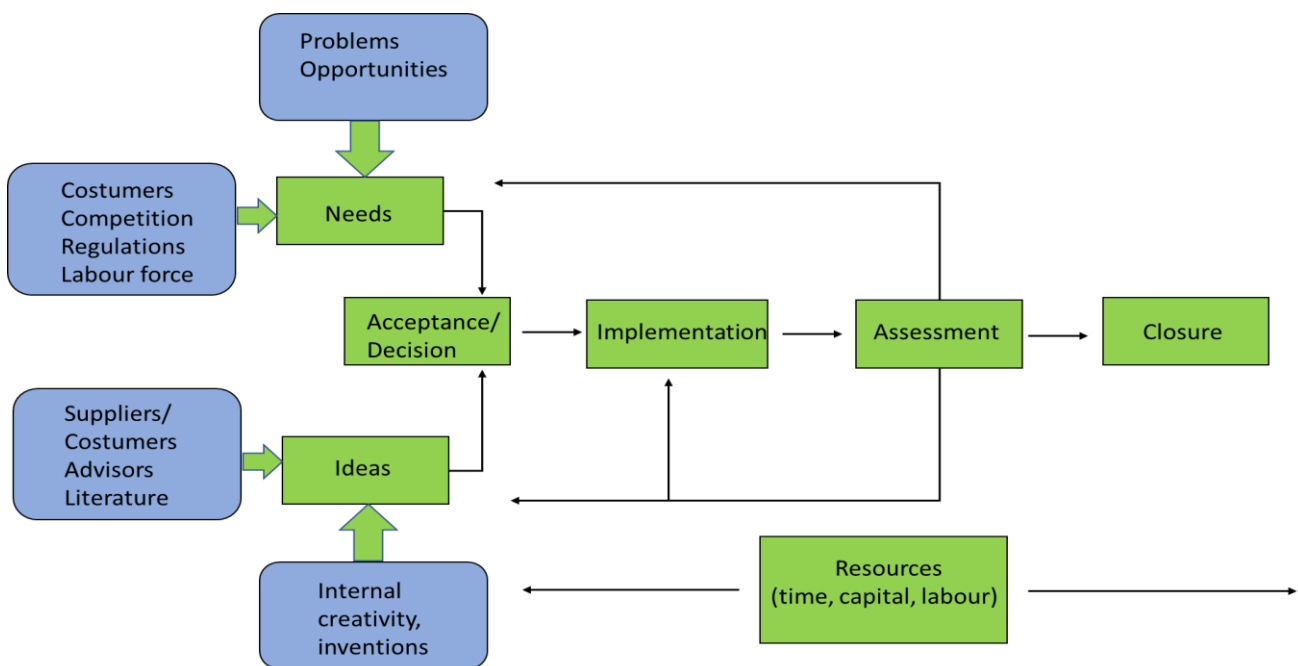 Problems
Opportunities
Costumers
Competition
Regulations
Labour force
Needs
Acceptance/
Decision
Implementation
Assessment
Closure
Suppliers/
Costumers
Advisors
Literature
Ideas
Internal
creativity,
inventions
Resources
(time, capital, labour)